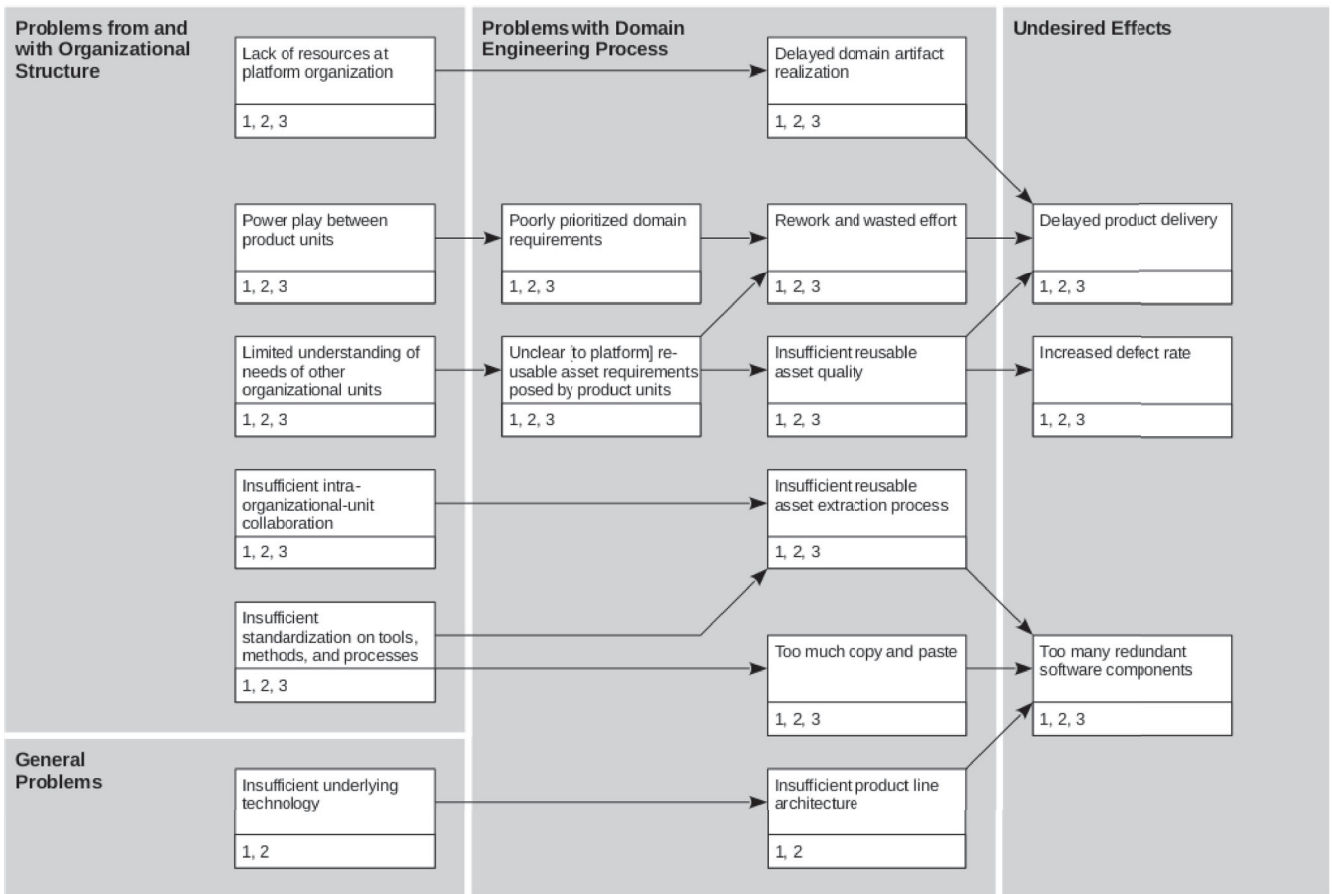 Problems from and
with Organizational
Structure
Lack of resources at
platform organization
1, 2, 3
Power play between
product units
1, 2, 3
Limited understanding of
needs of other
organizational units
1, 2, 3
Insufficient intra-
organizational-unit
collaboration
1, 2, 3
Insufficient
standardization on tools,
methods, and processes
1, 2, 3
General
Problems
Insufficient underlying
technology
1, 2
Problems with Domain
Engineering Process
Poorly prioritized domain
requirements
1, 2, 3
Unclear [to platform] re-
usable asset requirements
posed by product units
1, 2, 3
Delayed domain artifact
realization
1, 2, 3
Rework and wasted effort
1, 2, 3
Insufficient reusable
asset quality
1, 2, 3
Insufficient reusable
asset extraction process
1, 2, 3
Too much copy and paste
1, 2, 3
Insufficient product line
architecture
1, 2
Undesired Effects
Delayed product delivery
1, 2, 3
Increased defect rate
1, 2, 3
Too many redundant
software components
1, 2, 3